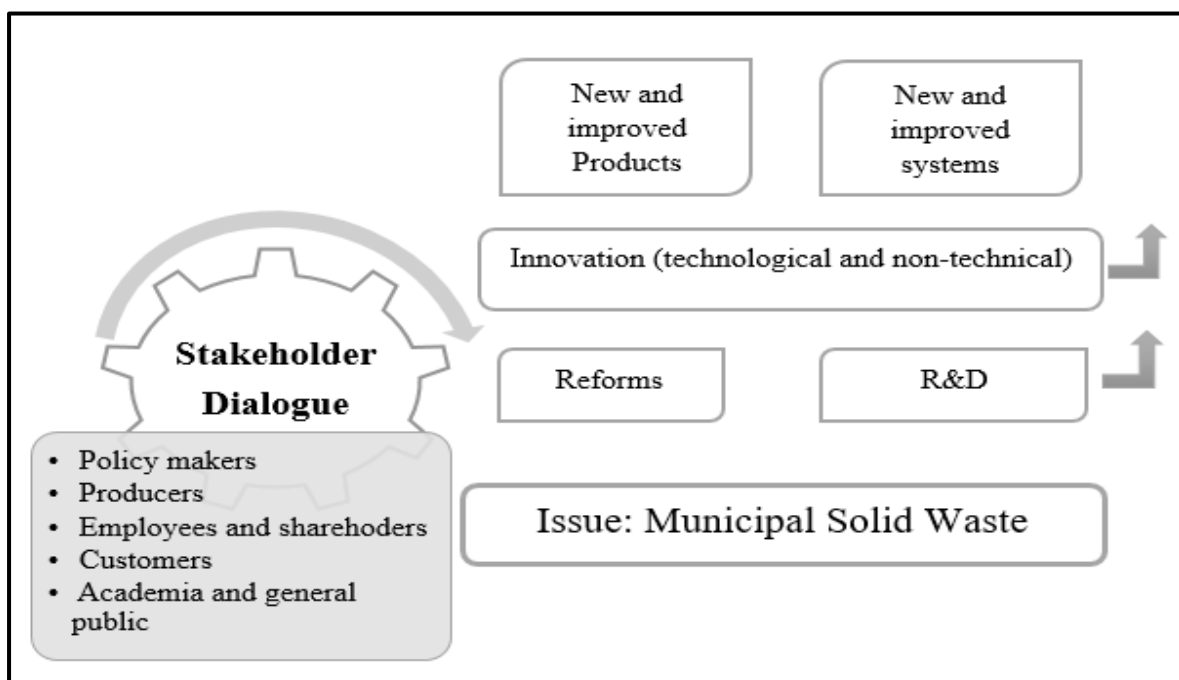 New and
improved
Products
New and
improved
systems
Innovation (technological and non-technical)
Stakeholder
Dialogue
Reforms
R&D
• Policy makers
• Producers
• Employees and sharehoders
• Customers
• Academia and general
public
Issue: Municipal Solid Waste